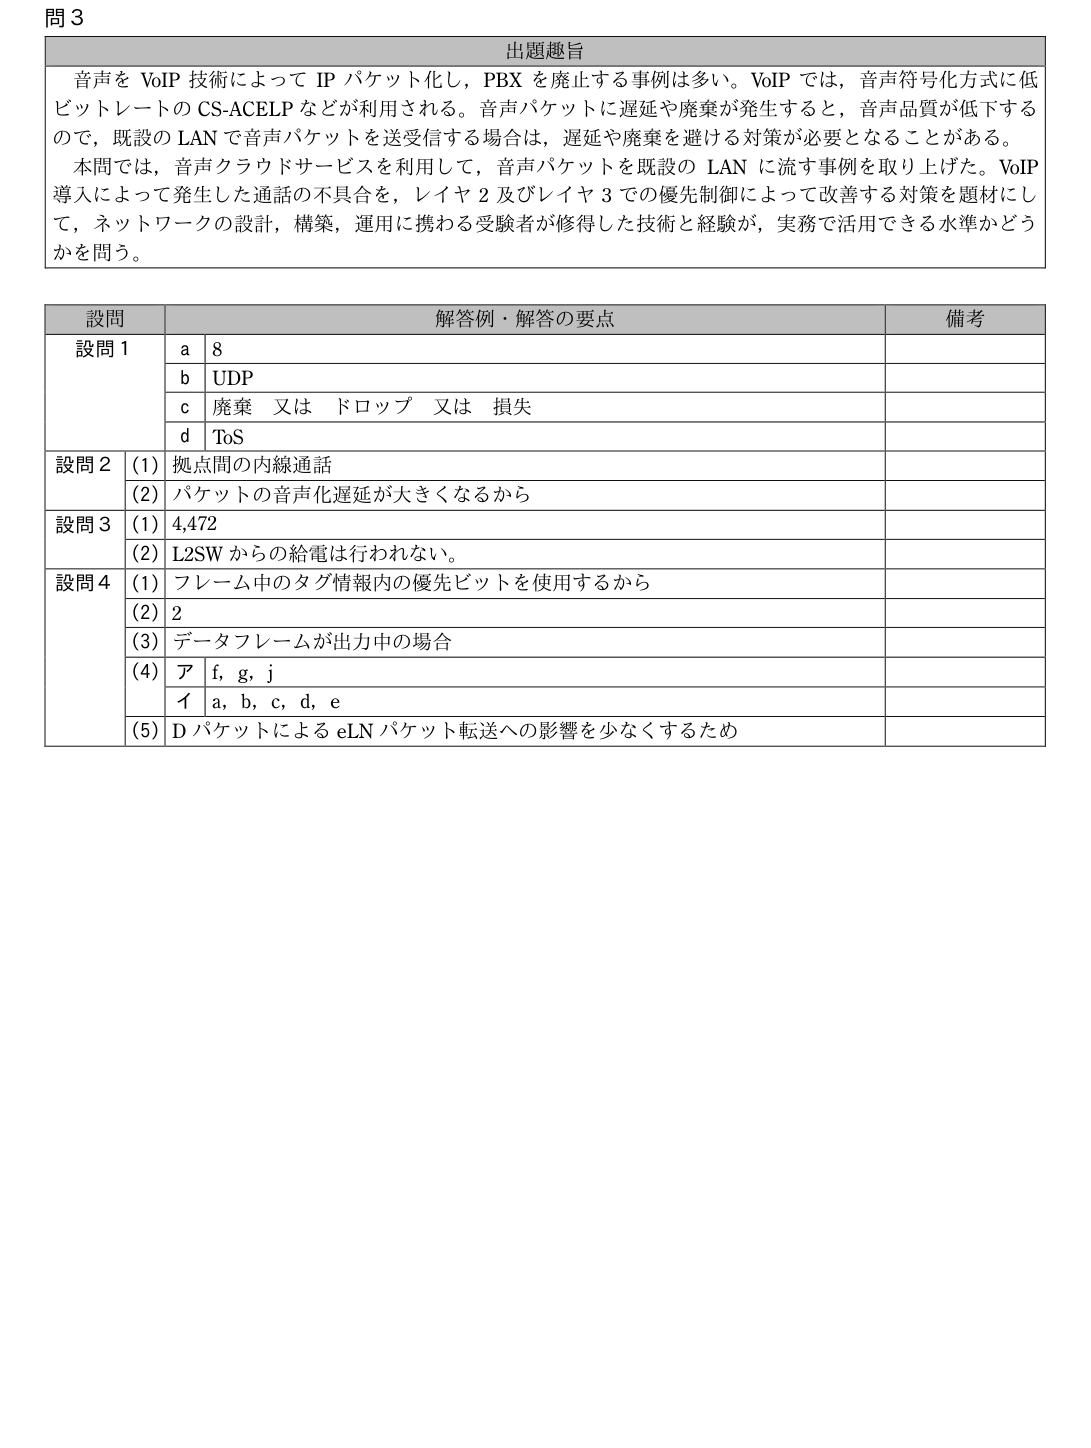 問３
出題趣旨
音声を VoIP 技術によって IP パケット化し，PBX を廃止する事例は多い。VoIP では，音声符号化方式に低
ビットレートの CS-ACELP などが利用される。音声パケットに遅延や廃棄が発生すると，音声品質が低下する
ので，既設の LAN で音声パケットを送受信する場合は，遅延や廃棄を避ける対策が必要となることがある。
本問では，音声クラウドサービスを利用して，音声パケットを既設の LAN に流す事例を取り上げた。VoIP
導入によって発生した通話の不具合を，レイヤ 2 及びレイヤ 3 での優先制御によって改善する対策を題材にし
て，ネットワークの設計，構築，運用に携わる受験者が修得した技術と経験が，実務で活用できる水準かどう
かを問う。
設問 解答例・解答の要点 備考
設問１ a 8
b UDP
c 廃棄　又は　ドロップ　又は　損失
d ToS
設問２ (1) 拠点間の内線通話
(2) パケットの音声化遅延が大きくなるから
設問３ (1) 4,472
(2) L2SW からの給電は行われない。
設問４ (1) フレーム中のタグ情報内の優先ビットを使用するから
(2) 2
(3) データフレームが出力中の場合
(4) ア f，g，j
イ a，b，c，d，e
(5) D パケットによる eLN パケット転送への影響を少なくするため